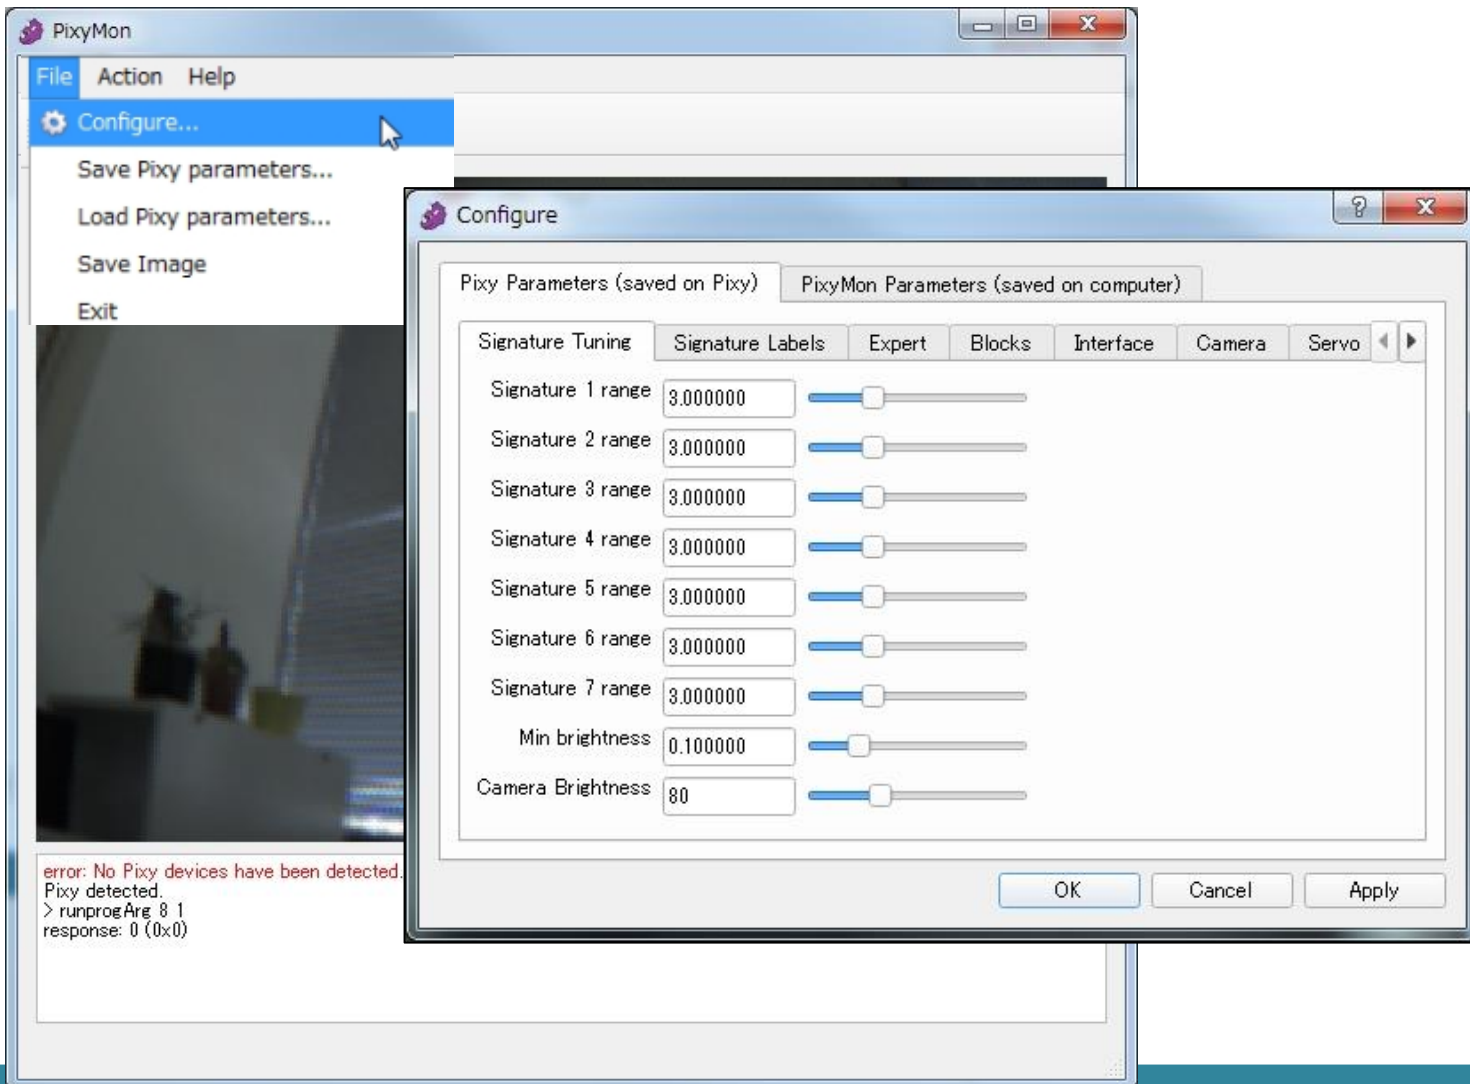 PixyMon
File Action Help
Configure...
Save Pixy parameters...
Load Pixy parameters...
Save Image
Exit
Configure
Pixy Parameters (saved on Pixy) PixyMon Parameters (saved on computer)
Signature Tuning Signature Labels Expert Blocks Interface Camera Servo
Signature 1 range 3.000000
Signature 2 range 3.000000
Signature 3 range 3.000000
Signature 4 range 3.000000
Signature 5 range 3.000000
Signature 6 range 3.000000
Signature 7 range 3.000000
Min brightness 0.100000
Camera Brightness 80
OK Cancel Apply
error: No Pixy devices have been detected.
Pixy detected.
> runprogArg 8 1
response: 0 (0x0)